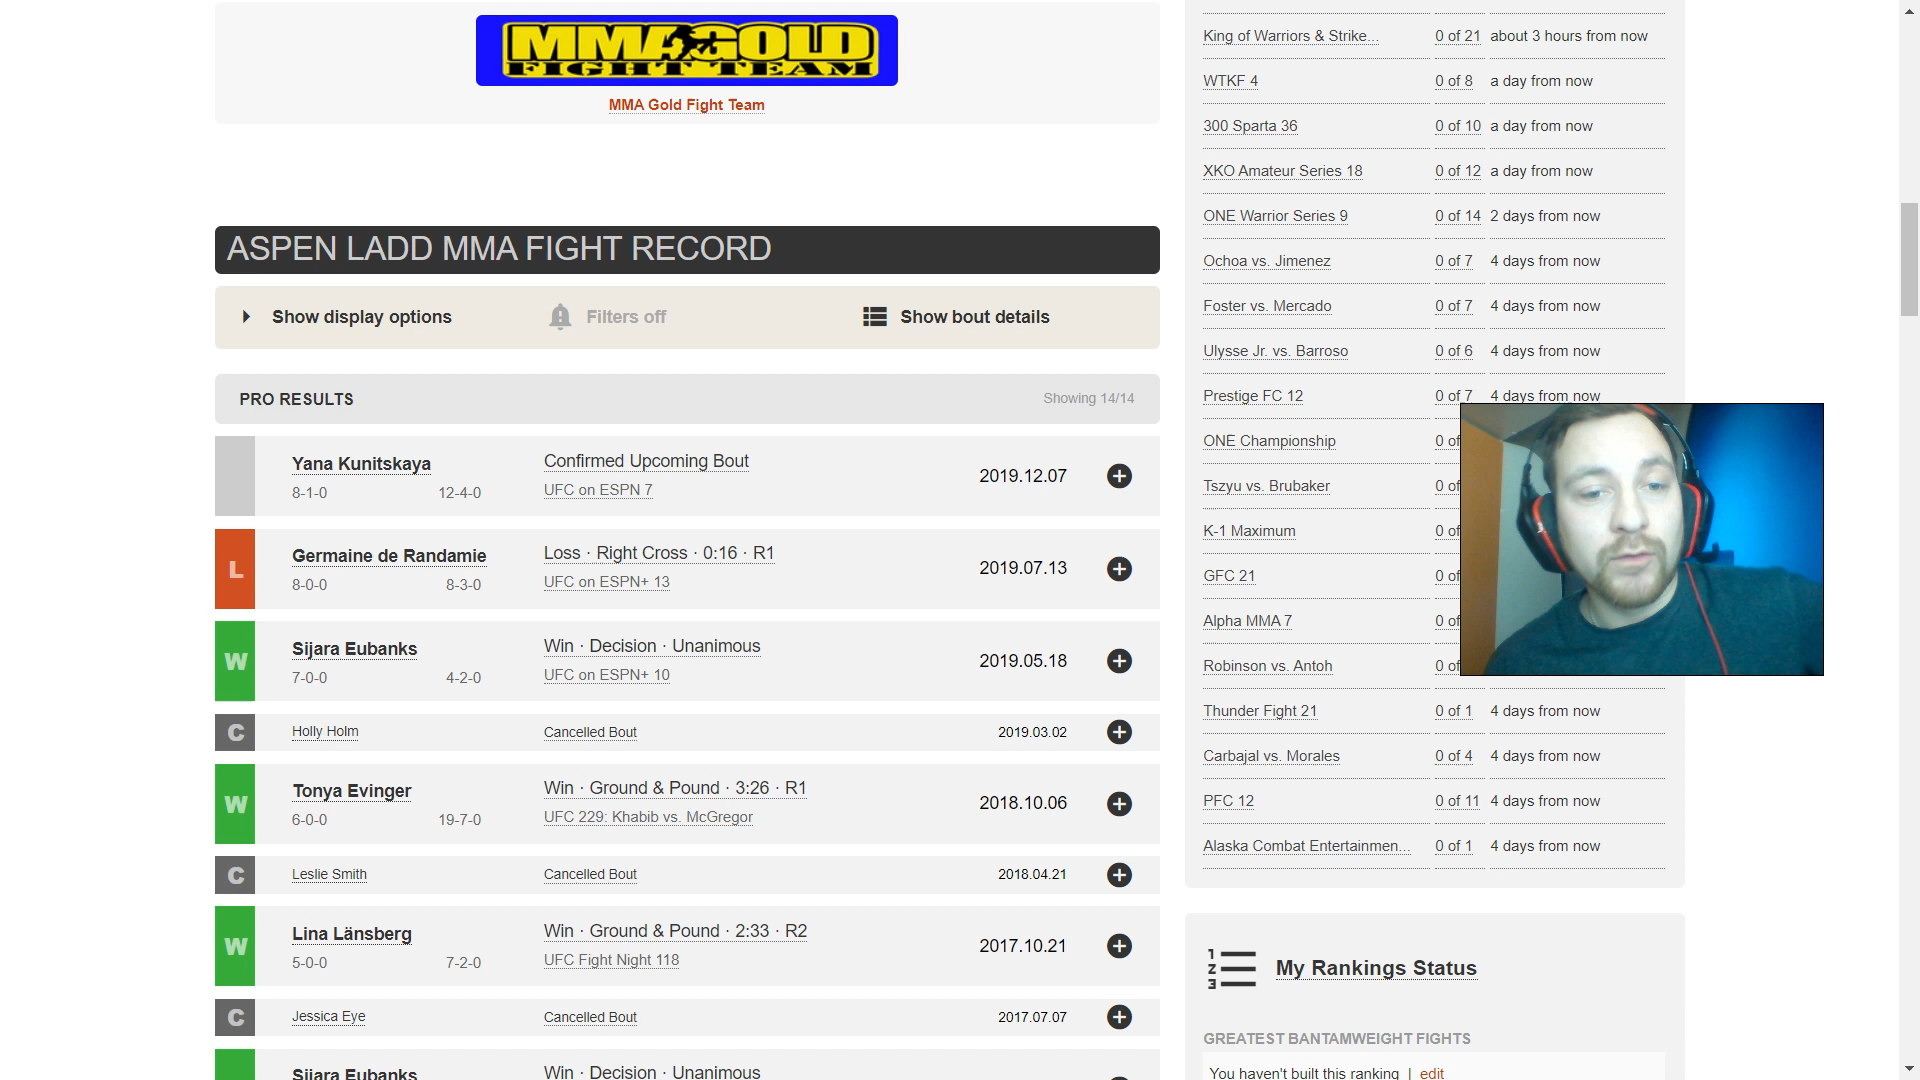 MMA GOLD
FIGHT TEAM
MMA Gold Fight Team
ASPEN LADD MMA FIGHT RECORD
Show display options
Filters off
Show bout details
PRO RESULTS
Showing 14/14
Yana Kunitskaya
8-1-0
12-4-0
Confirmed Upcoming Bout
UFC on ESPN 7
2019.12.07
L
Germaine de Randamie
8-0-0
8-3-0
Loss · Right Cross · 0:16 · R1
UFC on ESPN+ 13
2019.07.13
W
Sijara Eubanks
7-0-0
4-2-0
Win · Decision · Unanimous
UFC on ESPN+ 10
2019.05.18
C
Holly Holm
Cancelled Bout
2019.03.02
W
Tonya Evinger
6-0-0
19-7-0
Win · Ground & Pound · 3:26 · R1
UFC 229: Khabib vs. McGregor
2018.10.06
C
Leslie Smith
Cancelled Bout
2018.04.21
W
Lina Länsberg
5-0-0
7-2-0
Win · Ground & Pound · 2:33 · R2
UFC Fight Night 118
2017.10.21
C
Jessica Eye
Cancelled Bout
2017.07.07
Sijara Eubanks
Win · Decision · Unanimous
King of Warriors & Strike... 0 of 21 about 3 hours from now
WTKF 4 0 of 8 a day from now
300 Sparta 36 0 of 10 a day from now
XKO Amateur Series 18 0 of 12 a day from now
ONE Warrior Series 9 0 of 14 2 days from now
Ochoa vs. Jimenez 0 of 7 4 days from now
Foster vs. Mercado 0 of 7 4 days from now
Ulysse Jr. vs. Barroso 0 of 6 4 days from now
Prestige FC 12 0 of 7 4 days from now
ONE Championship 0 of
Tszyu vs. Brubaker 0 of
K-1 Maximum 0 of
GFC 21 0 of
Alpha MMA 7 0 of
Robinson vs. Antoh 0 of
Thunder Fight 21 0 of 1 4 days from now
Carbajal vs. Morales 0 of 4 4 days from now
PFC 12 0 of 11 4 days from now
Alaska Combat Entertainmen... 0 of 1 4 days from now
1
2
3
My Rankings Status
GREATEST BANTAMWEIGHT FIGHTS
You haven't built this ranking | edit